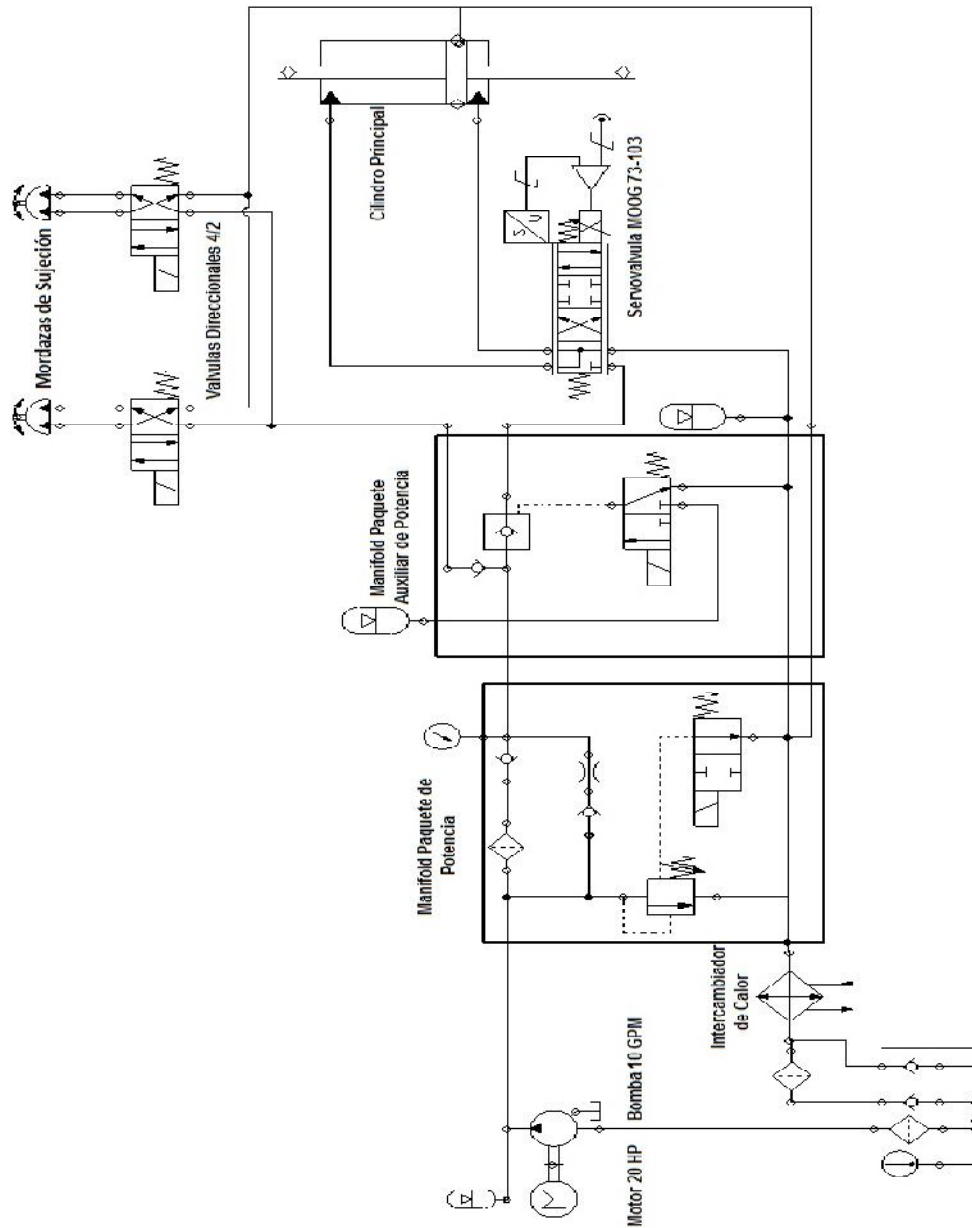 Mordazas de Sujeción
Valvulas Direccionales 4/2
Cilindro Principal
S
U
Servovalvula MOOG 73-103
Manifold Paquete
Auxiliar de Potencia
Manifold Paquete de
Potencia
Intercambiador
de Calor
M
Motor 20 HP
Bomba 10 GPM